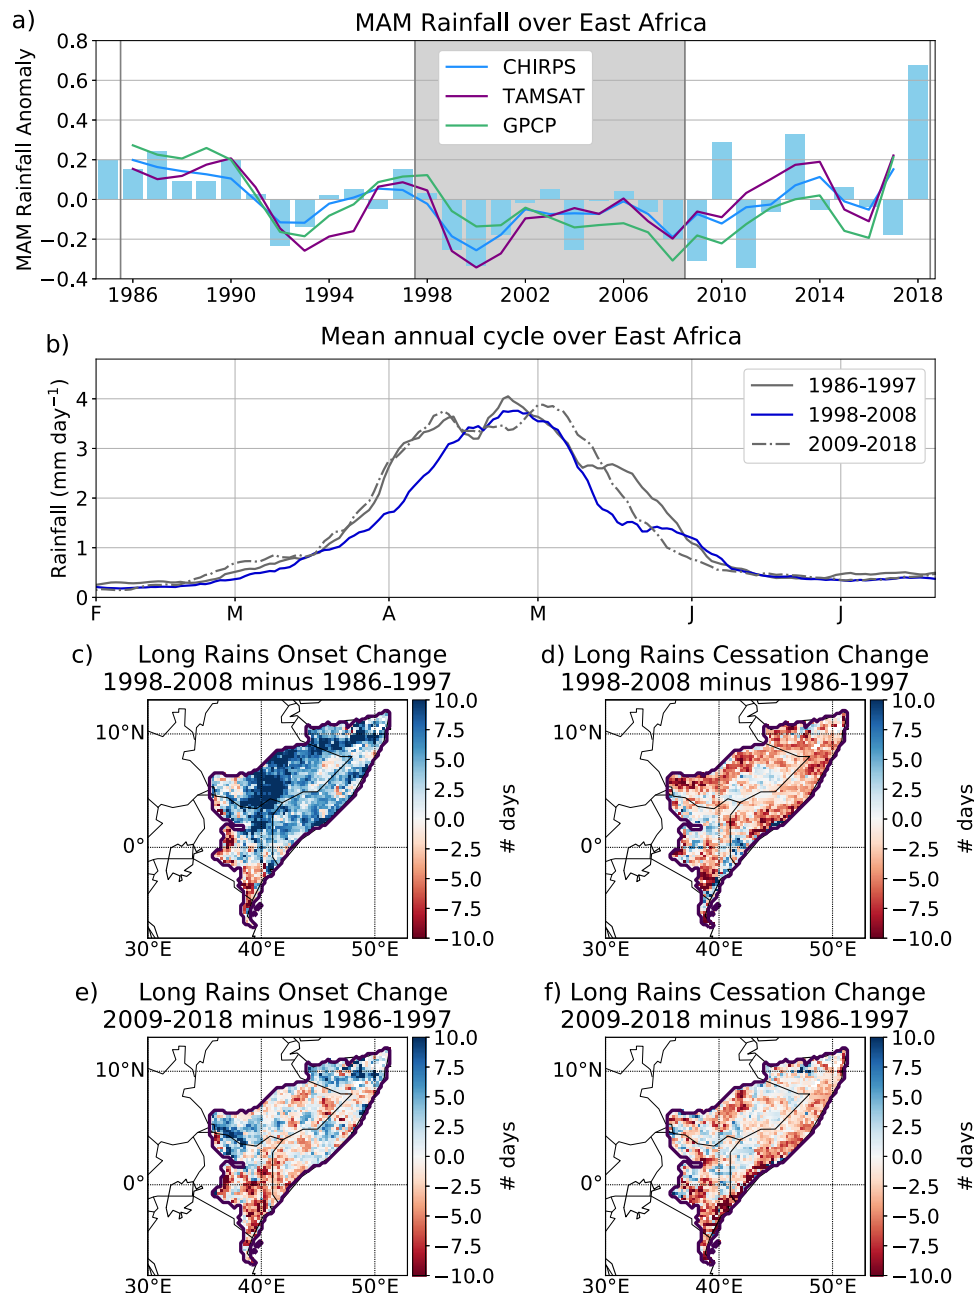 a) MAM Rainfall over East Africa
MAM Rainfall Anomaly
0.8
0.6
0.4
0.2
0.0
−0.2
−0.4
CHIRPS
TAMSAT
GPCP
1986 1990 1994 1998 2002 2006 2010 2014 2018
b) Mean annual cycle over East Africa
Rainfall (mm day⁻¹)
4
3
2
1
0
1986-1997
1998-2008
2009-2018
F M A M J J
c) Long Rains Onset Change
1998-2008 minus 1986-1997
10°N
0°
30°E 40°E 50°E
10.0
7.5
5.0
2.5
0.0
−2.5
−5.0
−7.5
−10.0
# days
d) Long Rains Cessation Change
1998-2008 minus 1986-1997
10°N
0°
30°E 40°E 50°E
10.0
7.5
5.0
2.5
0.0
−2.5
−5.0
−7.5
−10.0
# days
e) Long Rains Onset Change
2009-2018 minus 1986-1997
10°N
0°
30°E 40°E 50°E
10.0
7.5
5.0
2.5
0.0
−2.5
−5.0
−7.5
−10.0
# days
f) Long Rains Cessation Change
2009-2018 minus 1986-1997
10°N
0°
30°E 40°E 50°E
10.0
7.5
5.0
2.5
0.0
−2.5
−5.0
−7.5
−10.0
# days